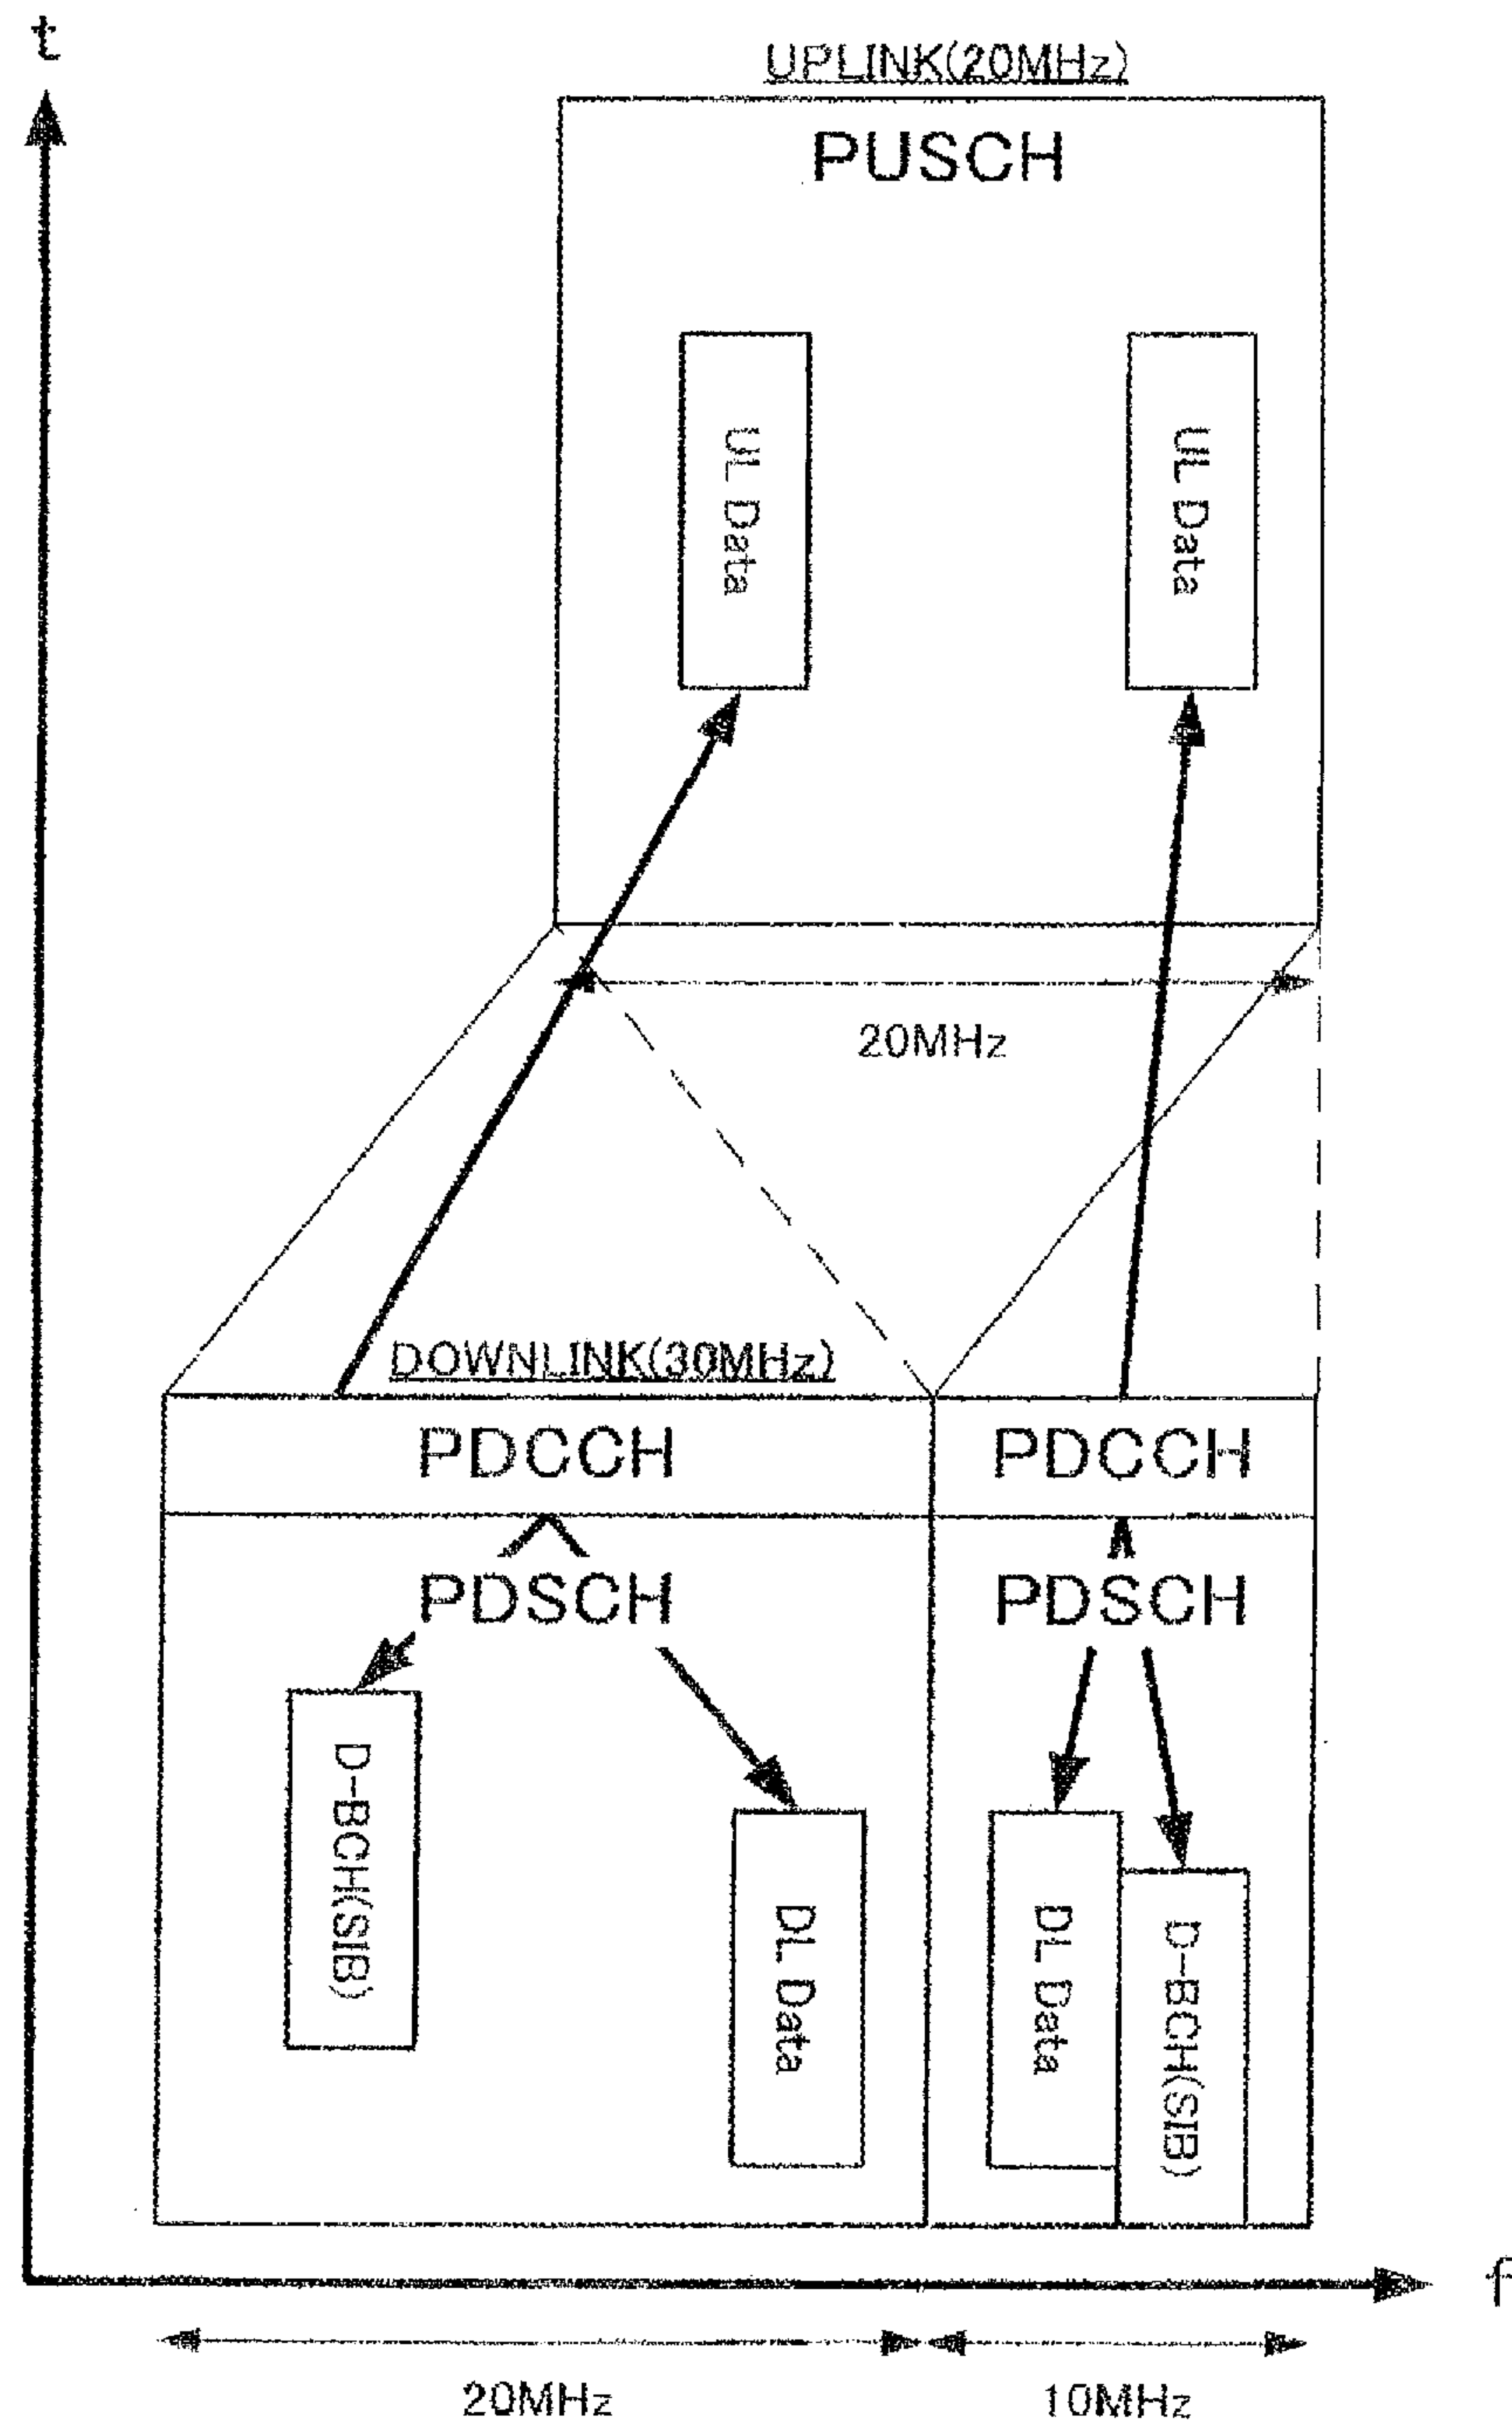 t
UPLINK(20MHz)
PUSCH
UL Data
UL Data
20MHz
DOWNLINK(30MHz)
PDCCH
PDCCH
PDSCH
PDSCH
D-BCH(SIB)
DL Data
DL Data
D-BCH(SIB)
f
20MHz
10MHz